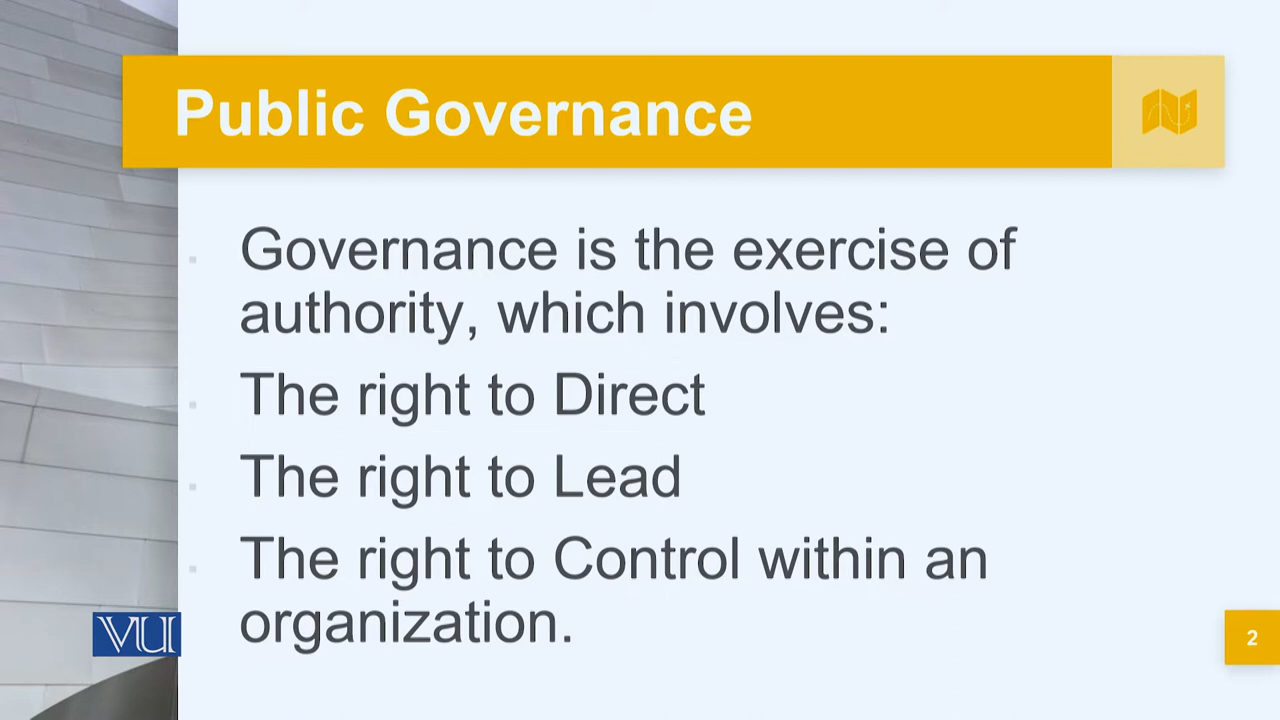 Public Governance
Governance is the exercise of
authority, which involves:
The right to Direct
The right to Lead
The right to Control within an
organization.
VU
2